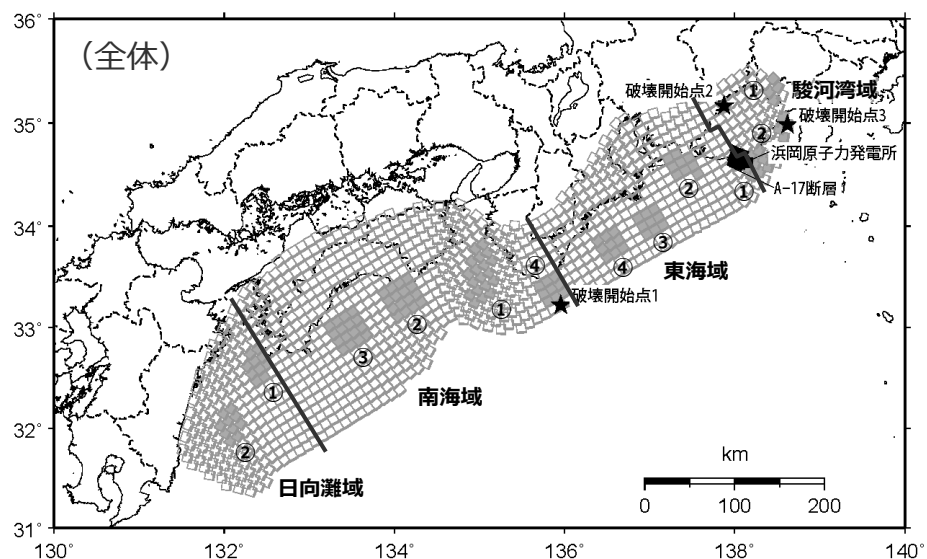 36°
（全体）
35°
34°
33°
32°
31°
130°
132°
134°
136°
138°
140°
破壊開始点2
①
駿河湾域
破壊開始点3
②
浜岡原子力発電所
①
A-17断層
②
③
④
東海域
④
破壊開始点1
①
②
③
南海域
①
②
日向灘域
km
0
100
200